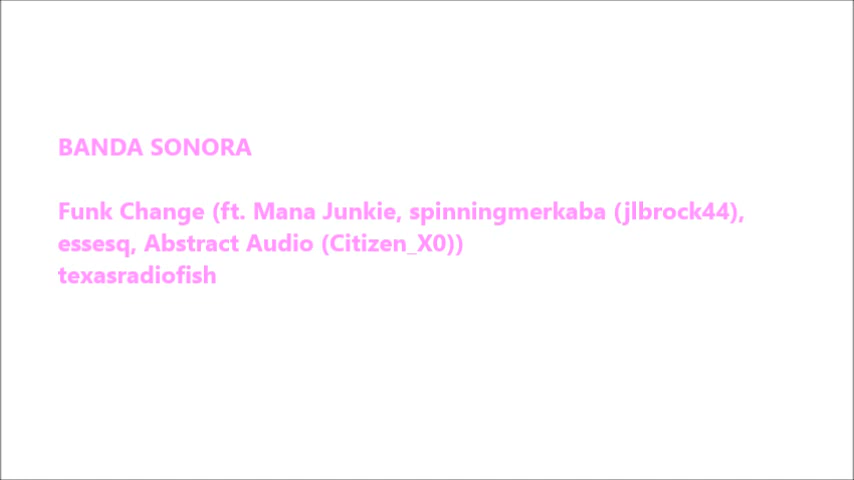 BANDA SONORA
Funk Change (ft. Mana Junkie, spinningmerkaba (jlbrock44),
essesq, Abstract Audio (Citizen_X0))
texasradiofish